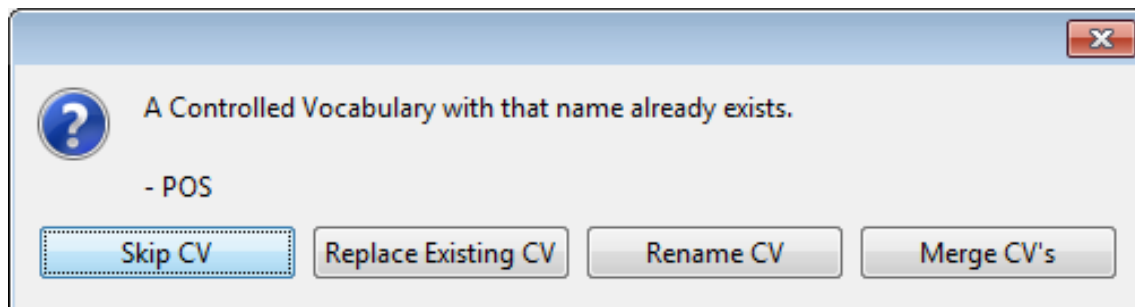 A Controlled Vocabulary with that name already exists.
- POS
Skip CV Replace Existing CV Rename CV Merge CV's